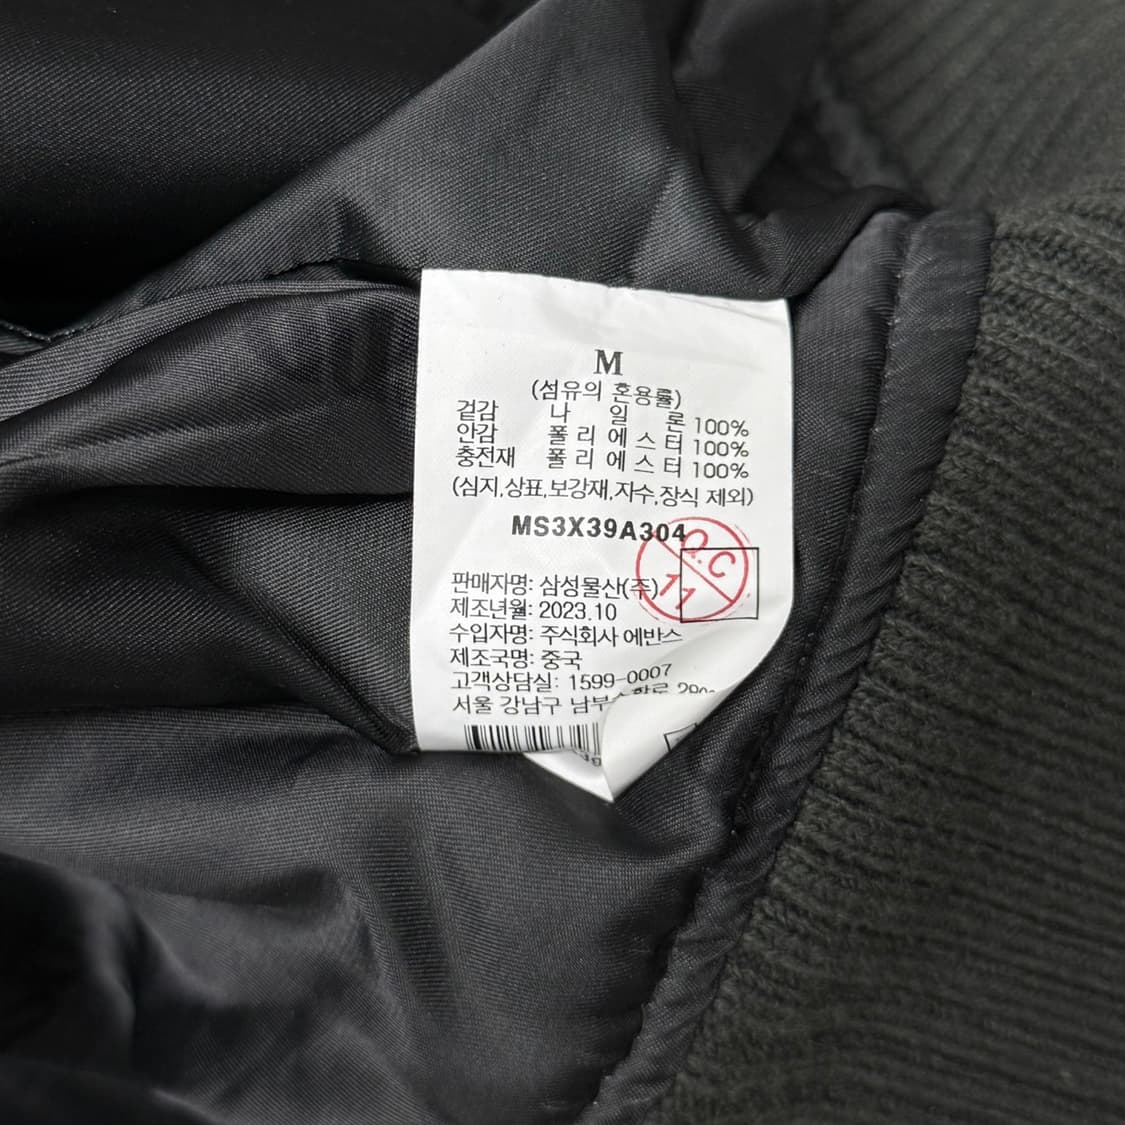 M
(섬유의 혼용률)
겉감 나 일 론 100%
안감 폴 리 에 스 터 100%
충전재 폴 리 에 스 터 100%
(심지,상표,보강재,자수,장식 제외)
MS3X39A304
Q.C
11
판매자명: 삼성물산(주)
제조년월: 2023.10
수입자명: 주식회사 에반스
제조국명: 중국
고객상담실: 1599-0007
서울 강남구